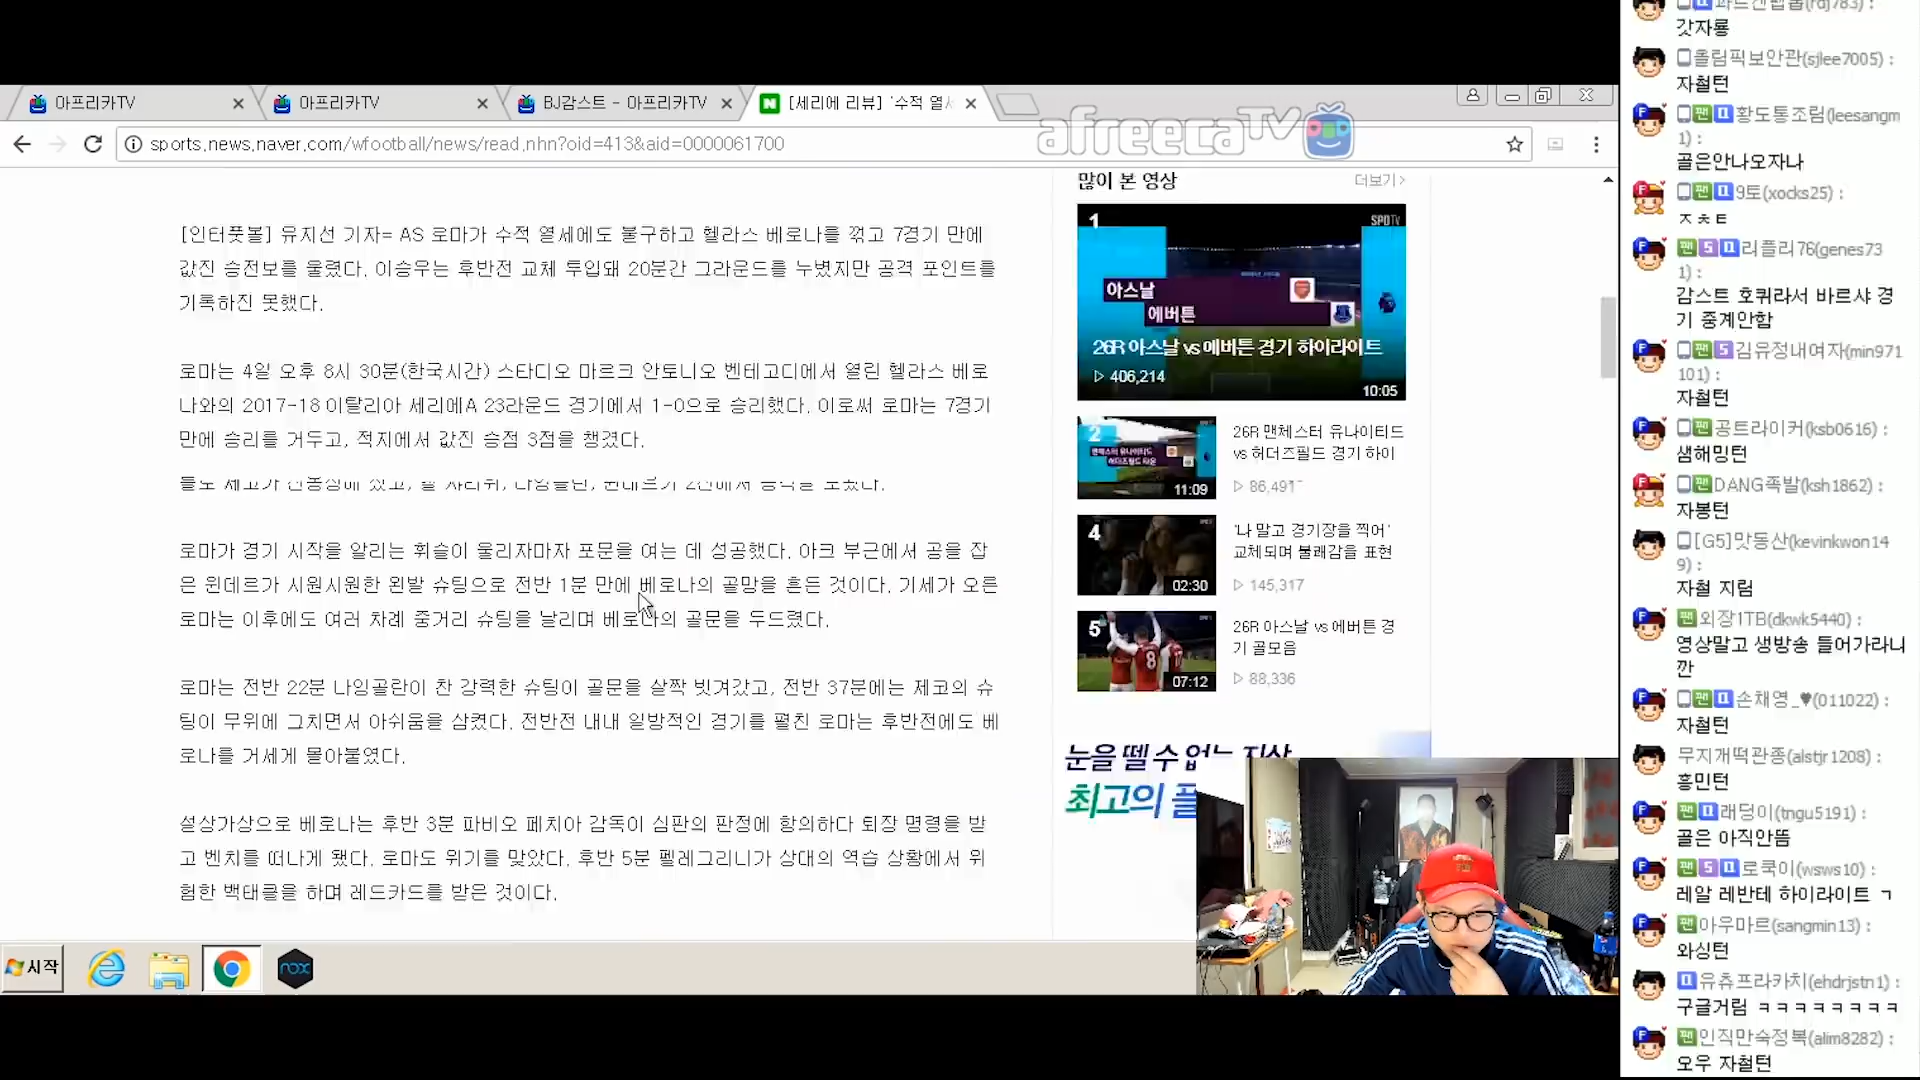 아프리카TV
아프리카TV
BJ감스트 - 아프리카TV
[세리에 리뷰] '수적 열세
afreecaTV
sports.news.naver.com/wfootball/news/read.nhn?oid=413&aid=0000061700
[인터풋볼] 유지선 기자= AS 로마가 수적 열세에도 불구하고 헬라스 베로나를 꺾고 7경기 만에
값진 승전보를 울렸다. 이승우는 후반전 교체 투입돼 20분간 그라운드를 누볐지만 공격 포인트를
기록하진 못했다.
로마는 4일 오후 8시 30분(한국시간) 스타디오 마르크 안토니오 벤테고디에서 열린 헬라스 베로
나와의 2017-18 이탈리아 세리에A 23라운드 경기에서 1-0으로 승리했다. 이로써 로마는 7경기
만에 승리를 거두고, 적지에서 값진 승점 3점을 챙겼다.
로마가 경기 시작을 알리는 휘슬이 울리자마자 포문을 여는 데 성공했다. 아크 부근에서 공을 잡
은 윈데르가 시원시원한 왼발 슈팅으로 전반 1분 만에 베로나의 골망을 흔든 것이다. 기세가 오른
로마는 이후에도 여러 차례 중거리 슈팅을 날리며 베로나의 골문을 두드렸다.
로마는 전반 22분 나잉골란이 찬 강력한 슈팅이 골문을 살짝 빗겨갔고, 전반 37분에는 제코의 슈
팅이 무위에 그치면서 아쉬움을 삼켰다. 전반전 내내 일방적인 경기를 펼친 로마는 후반전에도 베
로나를 거세게 몰아붙였다.
설상가상으로 베로나는 후반 3분 파비오 페치아 감독이 심판의 판정에 항의하다 퇴장 명령을 받
고 벤치를 떠나게 됐다. 로마도 위기를 맞았다. 후반 5분 펠레그리니가 상대의 역습 상황에서 위
험한 백태클을 하며 레드카드를 받은 것이다.
많이 본 영상
더보기 >
1
SPOTV
아스날
에버튼
26R 아스날 vs 에버튼 경기 하이라이트
▷ 406,214
10:05
2
11:09
26R 맨체스터 유나이티드
vs 허더즈필드 경기 하이
▷ 86,491
4
02:30
'나 말고 경기장을 찍어'
교체되며 불쾌감을 표현
▷ 145,317
5
07:12
26R 아스날 vs 에버튼 경
기 골모음
▷ 88,336
눈을 뗄 수 없는
최고의
시작
nox
(rdj783) :
갓자룡
올림픽보안관(sjlee7005) :
자철턴
팬 황도통조림(leesangm
1) :
골은안나오자나
팬 9토(xocks25) :
ㅈㅊㅌ
팬 S 리플리76(genes73
1) :
감스트 호퀴라서 바르샤 경
기 중계안함
팬 S 김유정내여자(min971
101) :
자철턴
팬 공트라이커(ksb0616) :
샘해밍턴
팬 DANG족발(ksh1862) :
자봉턴
[G5]맛동산(kevinkwon14
9) :
자철 지림
팬 외장1TB(dkwk5440) :
영상말고 생방송 들어가라니
깐
팬 손채영_♥(011022) :
자철턴
무지개떡관종(alstjr1208) :
흥민턴
팬 래덩이(tngu5191) :
골은 아직안뜸
팬 S 로쿡이(wsws10) :
레알 레반테 하이라이트 ㄱ
팬 아우마르(sangmin13) :
와싱턴
유츄프라카치(ehdrjstn1) :
구글거림 ㅋㅋㅋㅋㅋㅋㅋㅋ
팬 인직만숙정복(alim8282) :
오우 자철턴